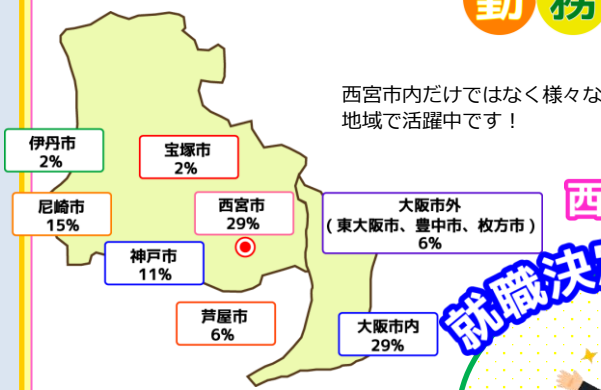 勤務
西宮市内だけではなく様々な
地域で活躍中です！
伊丹市
2%
宝塚市
2%
尼崎市
15%
西宮市
29%
大阪市外
(東大阪市、豊中市、枚方市)
6%
神戸市
11%
芦屋市
6%
大阪市内
29%
西
就職決